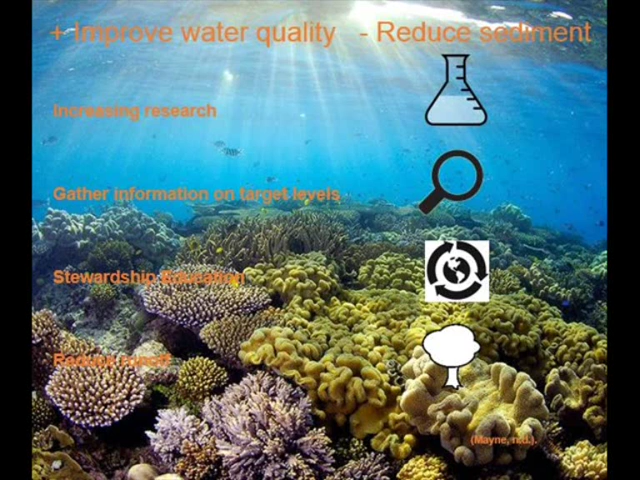 + Improve water quality - Reduce sediment
Increasing research
Gather information on target levels
Stewardship Education
Reduce runoff
(Mayne, n.d.).